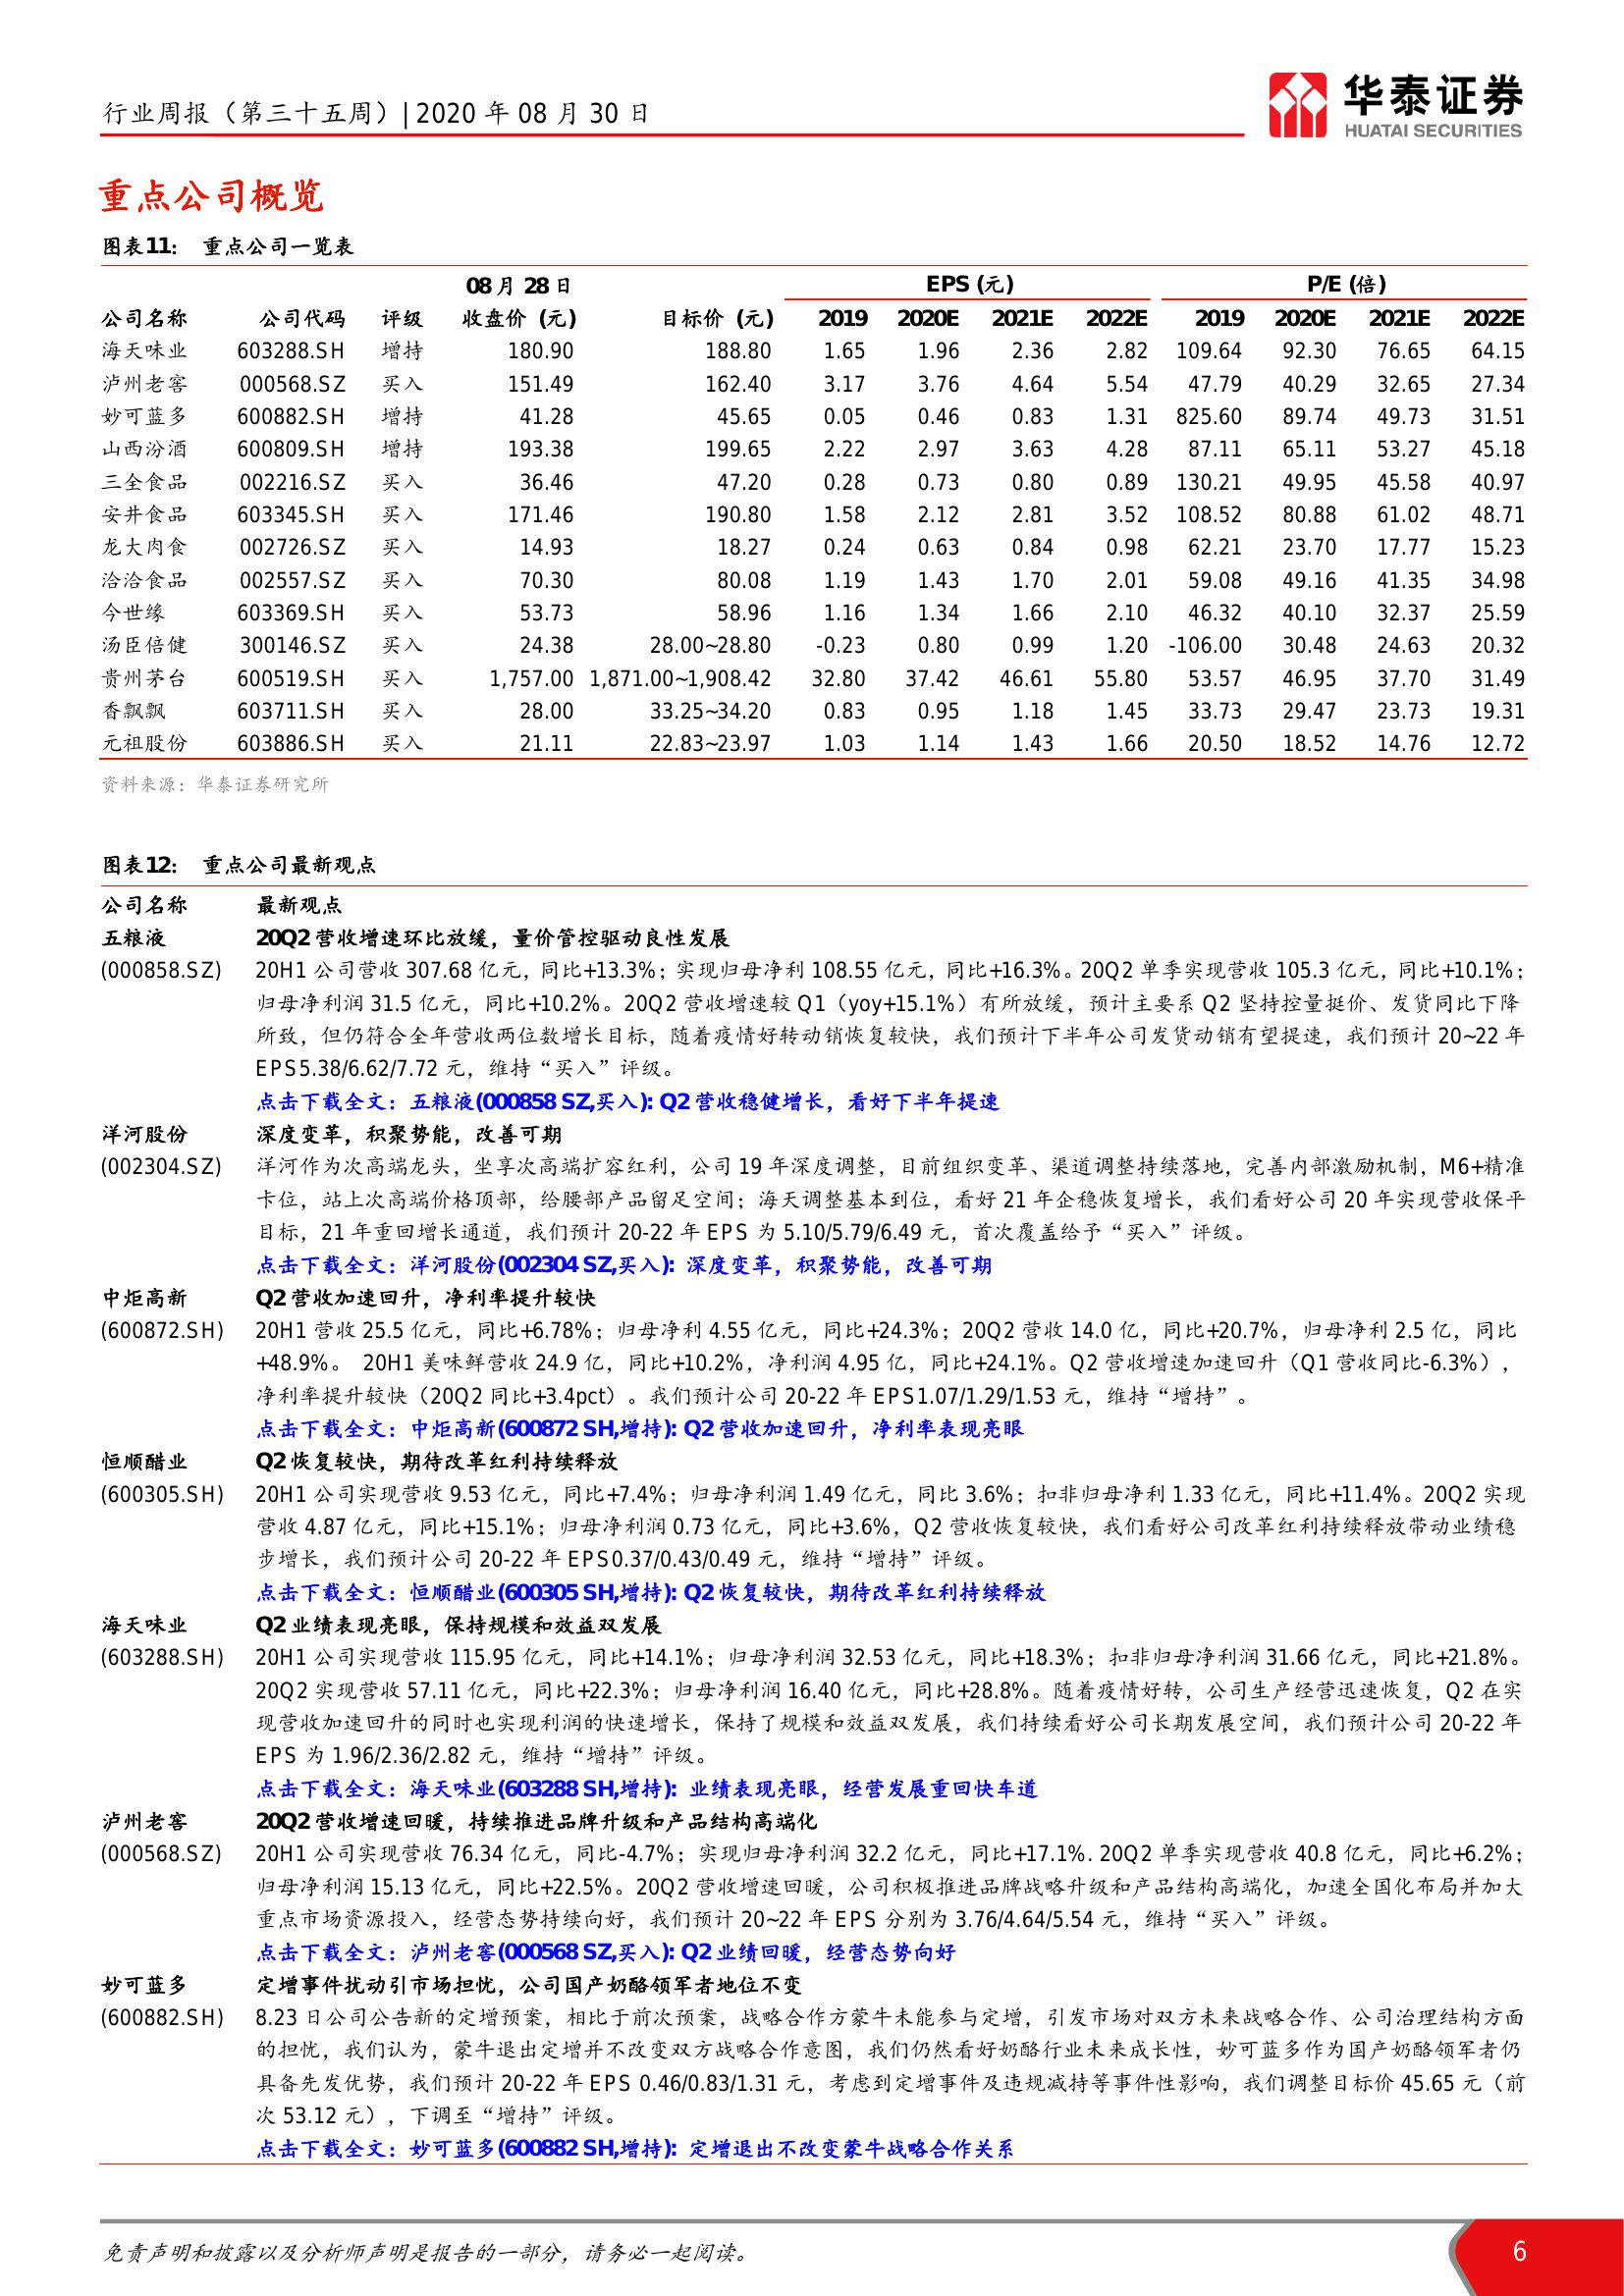 行业周报（第三十五周）| 2020 年 08 月 30 日
华泰证券
HUATAI SECURITIES
重点公司概览
图表11： 重点公司一览表
08 月 28 日 EPS (元) P/E (倍)
公司名称 公司代码 评级 收盘价 (元) 目标价 (元) 2019 2020E 2021E 2022E 2019 2020E 2021E 2022E
海天味业 603288.SH 增持 180.90 188.80 1.65 1.96 2.36 2.82 109.64 92.30 76.65 64.15
泸州老窖 000568.SZ 买入 151.49 162.40 3.17 3.76 4.64 5.54 47.79 40.29 32.65 27.34
妙可蓝多 600882.SH 增持 41.28 45.65 0.05 0.46 0.83 1.31 825.60 89.74 49.73 31.51
山西汾酒 600809.SH 增持 193.38 199.65 2.22 2.97 3.63 4.28 87.11 65.11 53.27 45.18
三全食品 002216.SZ 买入 36.46 47.20 0.28 0.73 0.80 0.89 130.21 49.95 45.58 40.97
安井食品 603345.SH 买入 171.46 190.80 1.58 2.12 2.81 3.52 108.52 80.88 61.02 48.71
龙大肉食 002726.SZ 买入 14.93 18.27 0.24 0.63 0.84 0.98 62.21 23.70 17.77 15.23
洽洽食品 002557.SZ 买入 70.30 80.08 1.19 1.43 1.70 2.01 59.08 49.16 41.35 34.98
今世缘 603369.SH 买入 53.73 58.96 1.16 1.34 1.66 2.10 46.32 40.10 32.37 25.59
汤臣倍健 300146.SZ 买入 24.38 28.00~28.80 -0.23 0.80 0.99 1.20 -106.00 30.48 24.63 20.32
贵州茅台 600519.SH 买入 1,757.00 1,871.00~1,908.42 32.80 37.42 46.61 55.80 53.57 46.95 37.70 31.49
香飘飘 603711.SH 买入 28.00 33.25~34.20 0.83 0.95 1.18 1.45 33.73 29.47 23.73 19.31
元祖股份 603886.SH 买入 21.11 22.83~23.97 1.03 1.14 1.43 1.66 20.50 18.52 14.76 12.72
资料来源：华泰证券研究所
图表12： 重点公司最新观点
公司名称 最新观点
五粮液 20Q2 营收增速环比放缓，量价管控驱动良性发展
(000858.SZ) 20H1 公司营收 307.68 亿元，同比+13.3%；实现归母净利 108.55 亿元，同比+16.3%。20Q2 单季实现营收 105.3 亿元，同比+10.1%；
归母净利润 31.5 亿元，同比+10.2%。20Q2 营收增速较 Q1（yoy+15.1%）有所放缓，预计主要系 Q2 坚持控量挺价、发货同比下降
所致，但仍符合全年营收两位数增长目标，随着疫情好转动销恢复较快，我们预计下半年公司发货动销有望提速，我们预计 20~22 年
EPS5.38/6.62/7.72 元，维持“买入”评级。
点击下载全文：五粮液(000858 SZ,买入): Q2 营收稳健增长，看好下半年提速
洋河股份 深度变革，积聚势能，改善可期
(002304.SZ) 洋河作为次高端龙头，坐享次高端扩容红利，公司 19 年深度调整，目前组织变革、渠道调整持续落地，完善内部激励机制，M6+精准
卡位，站上次高端价格顶部，给腰部产品留足空间；海天调整基本到位，看好 21 年企稳恢复增长，我们看好公司 20 年实现营收保平
目标，21 年重回增长通道，我们预计 20-22 年 EPS 为 5.10/5.79/6.49 元，首次覆盖给予“买入”评级。
点击下载全文：洋河股份(002304 SZ,买入): 深度变革，积聚势能，改善可期
中炬高新 Q2 营收加速回升，净利率提升较快
(600872.SH) 20H1 营收 25.5 亿元，同比+6.78%；归母净利 4.55 亿元，同比+24.3%；20Q2 营收 14.0 亿，同比+20.7%，归母净利 2.5 亿，同比
+48.9%。 20H1 美味鲜营收 24.9 亿，同比+10.2%，净利润 4.95 亿，同比+24.1%。Q2 营收增速加速回升（Q1 营收同比-6.3%），
净利率提升较快（20Q2 同比+3.4pct）。我们预计公司 20-22 年 EPS1.07/1.29/1.53 元，维持“增持”。
点击下载全文：中炬高新(600872 SH,增持): Q2 营收加速回升，净利率表现亮眼
恒顺醋业 Q2 恢复较快，期待改革红利持续释放
(600305.SH) 20H1 公司实现营收 9.53 亿元，同比+7.4%；归母净利润 1.49 亿元，同比 3.6%；扣非归母净利 1.33 亿元，同比+11.4%。20Q2 实现
营收 4.87 亿元，同比+15.1%；归母净利润 0.73 亿元，同比+3.6%，Q2 营收恢复较快，我们看好公司改革红利持续释放带动业绩稳
步增长，我们预计公司 20-22 年 EPS0.37/0.43/0.49 元，维持“增持”评级。
点击下载全文：恒顺醋业(600305 SH,增持): Q2 恢复较快，期待改革红利持续释放
海天味业 Q2 业绩表现亮眼，保持规模和效益双发展
(603288.SH) 20H1 公司实现营收 115.95 亿元，同比+14.1%；归母净利润 32.53 亿元，同比+18.3%；扣非归母净利润 31.66 亿元，同比+21.8%。
20Q2 实现营收 57.11 亿元，同比+22.3%；归母净利润 16.40 亿元，同比+28.8%。随着疫情好转，公司生产经营迅速恢复，Q2 在实
现营收加速回升的同时也实现利润的快速增长，保持了规模和效益双发展，我们持续看好公司长期发展空间，我们预计公司 20-22 年
EPS 为 1.96/2.36/2.82 元，维持“增持”评级。
点击下载全文：海天味业(603288 SH,增持): 业绩表现亮眼，经营发展重回快车道
泸州老窖 20Q2 营收增速回暖，持续推进品牌升级和产品结构高端化
(000568.SZ) 20H1 公司实现营收 76.34 亿元，同比-4.7%；实现归母净利润 32.2 亿元，同比+17.1%. 20Q2 单季实现营收 40.8 亿元，同比+6.2%；
归母净利润 15.13 亿元，同比+22.5%。20Q2 营收增速回暖，公司积极推进品牌战略升级和产品结构高端化，加速全国化布局并加大
重点市场资源投入，经营态势持续向好，我们预计 20~22 年 EPS 分别为 3.76/4.64/5.54 元，维持“买入”评级。
点击下载全文：泸州老窖(000568 SZ,买入): Q2 业绩回暖，经营态势向好
妙可蓝多 定增事件扰动引市场担忧，公司国产奶酪领军者地位不变
(600882.SH) 8.23 日公司公告新的定增预案，相比于前次预案，战略合作方蒙牛未能参与定增，引发市场对双方未来战略合作、公司治理结构方面
的担忧，我们认为，蒙牛退出定增并不改变双方战略合作意图，我们仍然看好奶酪行业未来成长性，妙可蓝多作为国产奶酪领军者仍
具备先发优势，我们预计 20-22 年 EPS 0.46/0.83/1.31 元，考虑到定增事件及违规减持等事件性影响，我们调整目标价 45.65 元（前
次 53.12 元），下调至“增持”评级。
点击下载全文：妙可蓝多(600882 SH,增持): 定增退出不改变蒙牛战略合作关系
免责声明和披露以及分析师声明是报告的一部分，请务必一起阅读。 6